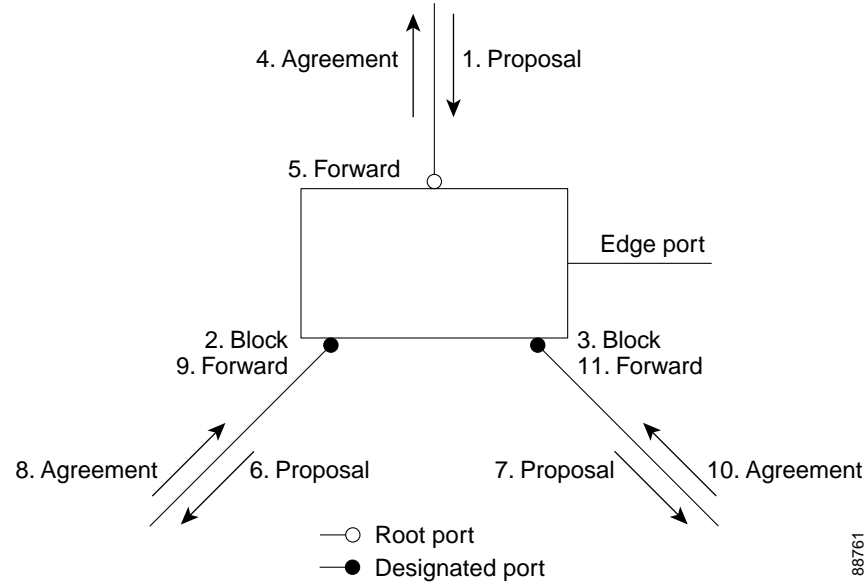 4. Agreement
1. Proposal
5. Forward
Edge port
2. Block
9. Forward
3. Block
11. Forward
8. Agreement
6. Proposal
7. Proposal
10. Agreement
Root port
Designated port
88761